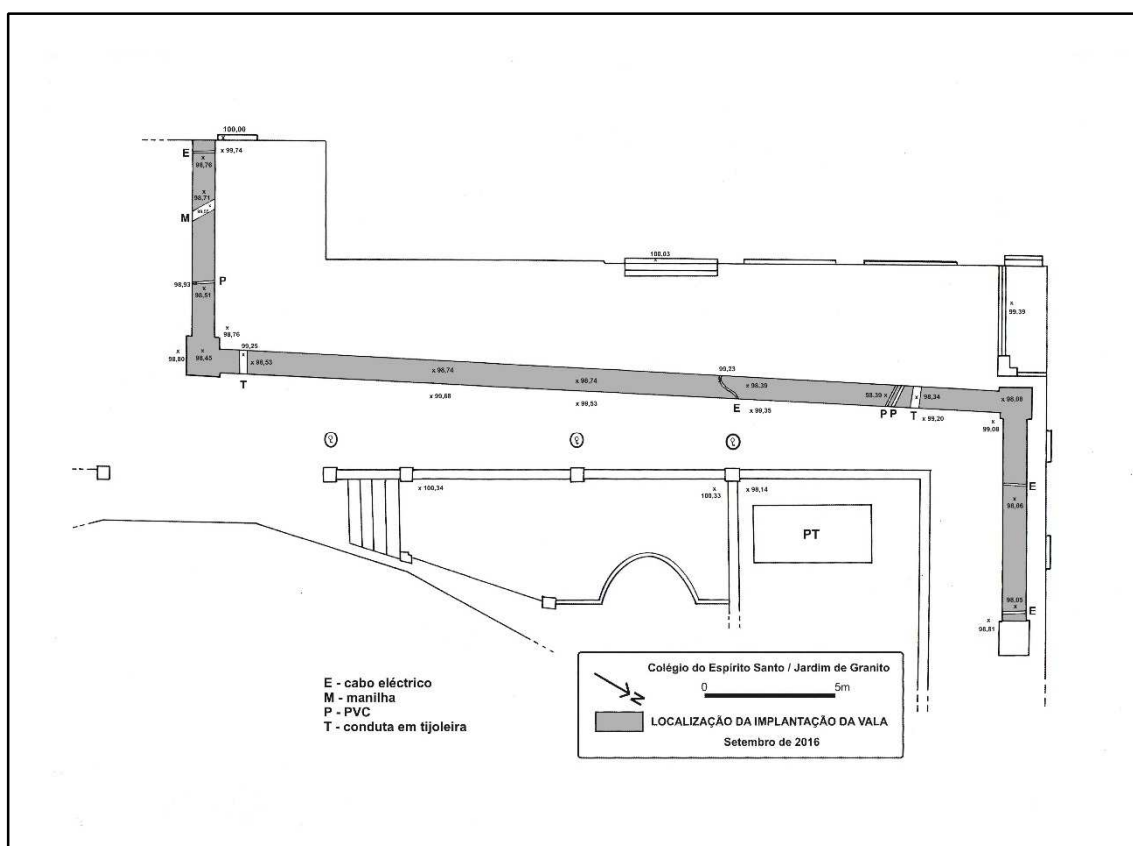 100,00
E
x 99,74
x
99,76
x
98,71
M
98,93
P
x
98,51
x
98,76
x
98,80
x
98,45
99,25
x
x 98,53
T
x 98,74
x 98,74
x 99,68
x 99,53
100,03
x
99,23
x 98,39
E
x 99,35
98,39 x
P P
T
x
98,34
x 99,20
x
99,39
x 98,08
99,08
x
E
x
98,06
98,05
x
E
98,81
x
x 100,34
x
100,33
x 98,14
PT
E - cabo eléctrico
M - manilha
P - PVC
T - conduta em tijoleira
Colégio do Espírito Santo / Jardim de Granito
N
0 5m
LOCALIZAÇÃO DA IMPLANTAÇÃO DA VALA
Setembro de 2016